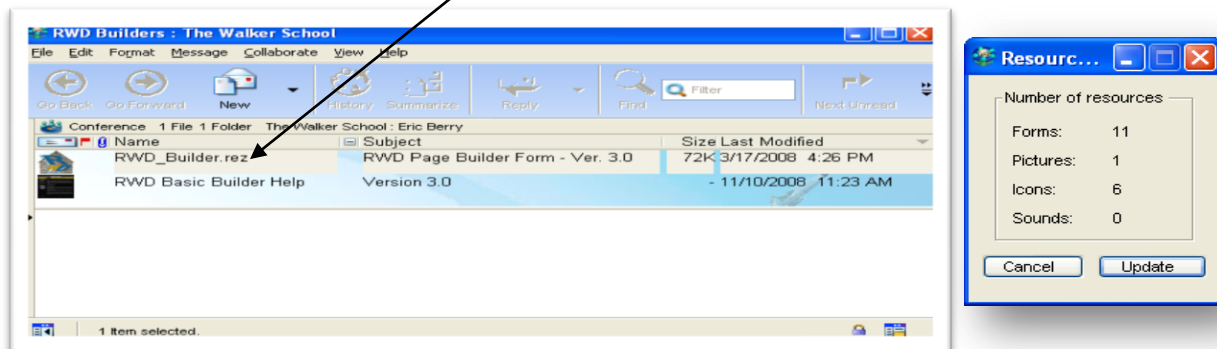 RWD Builders : The Walker School
File Edit Format Message Collaborate View Help
Go Back Go Forward New History Summarize Reply Find Filter Next Unread
Conference 1 File 1 Folder The Walker School : Eric Berry
Name Subject Size Last Modified
RWD_Builder.rez RWD Page Builder Form - Ver. 3.0 72K 3/17/2008 4:26 PM
RWD Basic Builder Help Version 3.0 - 11/10/2008 11:23 AM
1 Item selected.
Resourc...
Number of resources
Forms: 11
Pictures: 1
Icons: 6
Sounds: 0
Cancel Update